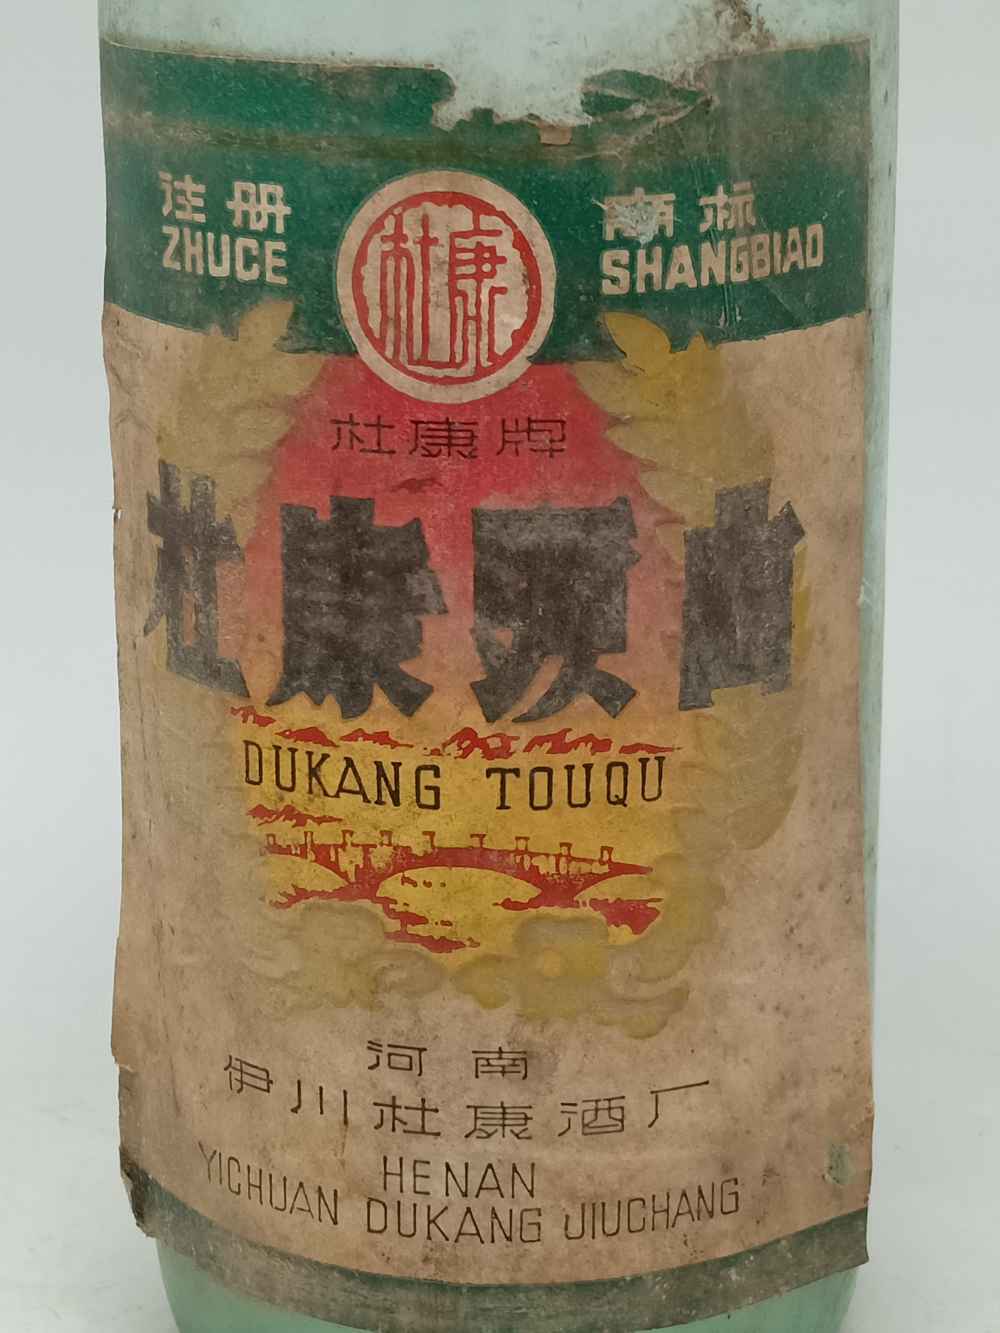 注册 商标
ZHUCE SHANGBIAO
杜康
杜康牌
杜康头曲
DUKANG TOUQU
河南
伊川杜康酒厂
HENAN
YICHUAN DUKANG JIUCHANG